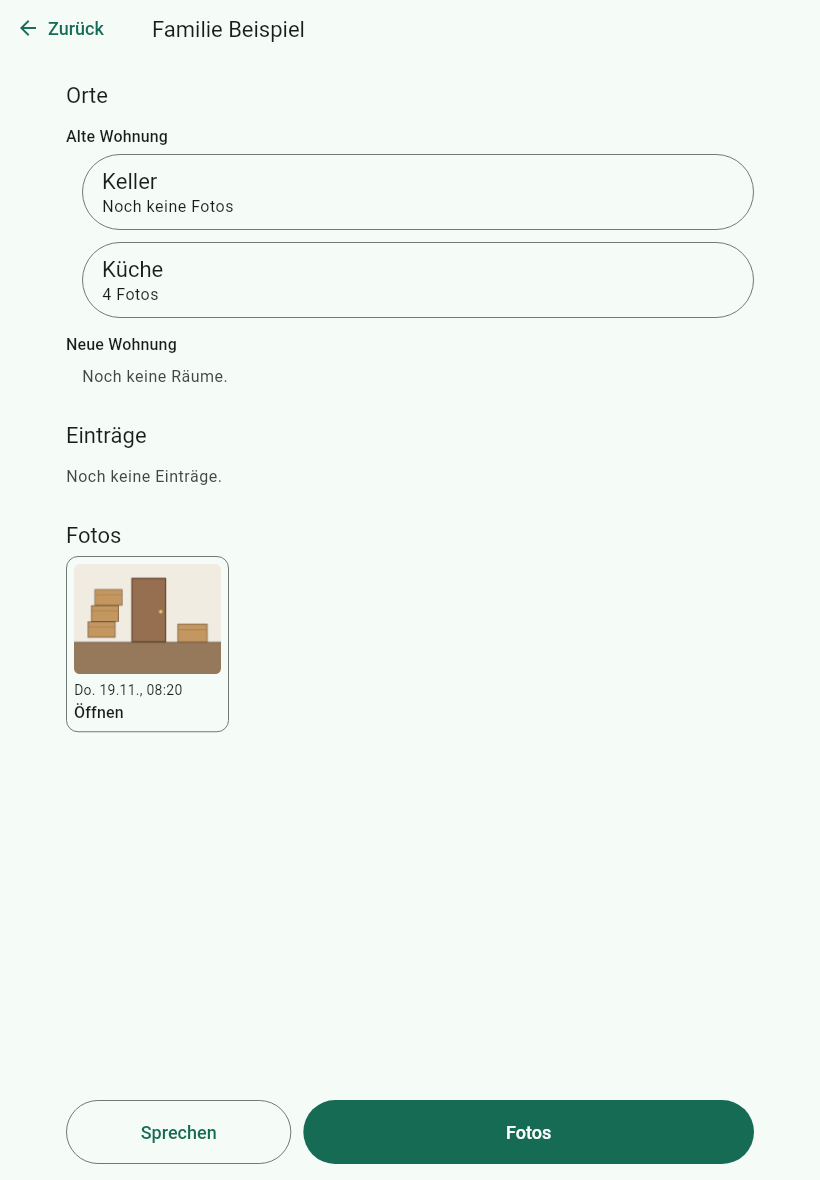 Zurück
Familie Beispiel
Orte
Alte Wohnung
Keller
Noch keine Fotos
Küche
4 Fotos
Neue Wohnung
Noch keine Räume.
Einträge
Noch keine Einträge.
Fotos
Do. 19.11., 08:20
Öffnen
Sprechen
Fotos